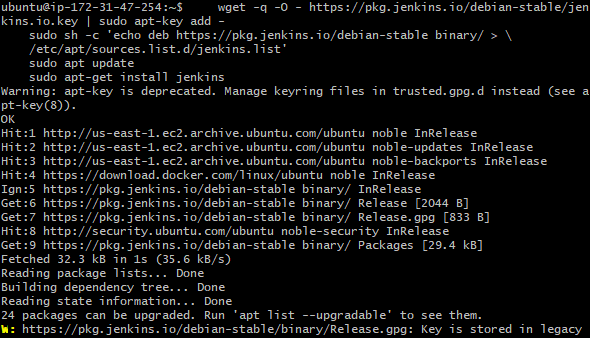 ubuntu@ip-172-31-47-254:~$     wget -q -O - https://pkg.jenkins.io/debian-stable/jen
kins.io.key | sudo apt-key add -
    sudo sh -c 'echo deb https://pkg.jenkins.io/debian-stable binary/ > \
    /etc/apt/sources.list.d/jenkins.list'
    sudo apt update
    sudo apt-get install jenkins
Warning: apt-key is deprecated. Manage keyring files in trusted.gpg.d instead (see a
pt-key(8)).
OK
Hit:1 http://us-east-1.ec2.archive.ubuntu.com/ubuntu noble InRelease
Hit:2 http://us-east-1.ec2.archive.ubuntu.com/ubuntu noble-updates InRelease
Hit:3 http://us-east-1.ec2.archive.ubuntu.com/ubuntu noble-backports InRelease
Hit:4 https://download.docker.com/linux/ubuntu noble InRelease
Ign:5 https://pkg.jenkins.io/debian-stable binary/ InRelease
Get:6 https://pkg.jenkins.io/debian-stable binary/ Release [2044 B]
Get:7 https://pkg.jenkins.io/debian-stable binary/ Release.gpg [833 B]
Hit:8 http://security.ubuntu.com/ubuntu noble-security InRelease
Get:9 https://pkg.jenkins.io/debian-stable binary/ Packages [29.4 kB]
Fetched 32.3 kB in 1s (35.6 kB/s)
Reading package lists... Done
Building dependency tree... Done
Reading state information... Done
24 packages can be upgraded. Run 'apt list --upgradable' to see them.
W: https://pkg.jenkins.io/debian-stable/binary/Release.gpg: Key is stored in legacy